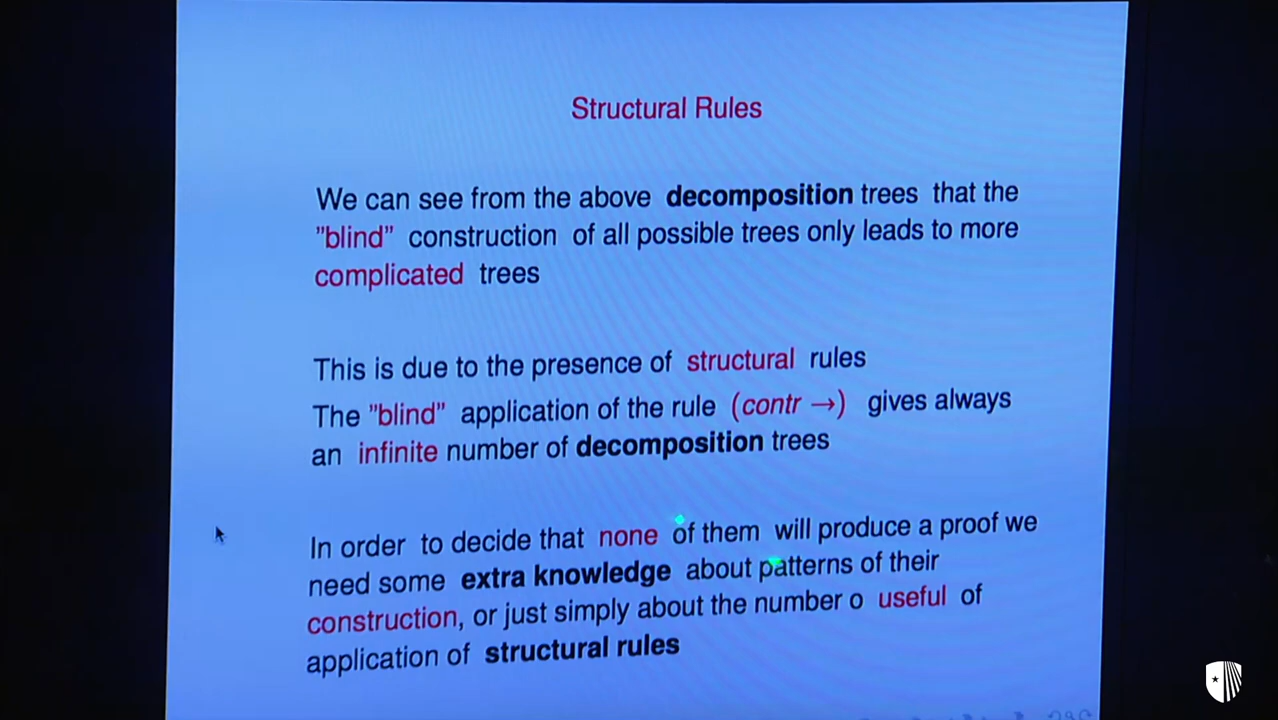 Structural Rules
We can see from the above decomposition trees that the
"blind" construction of all possible trees only leads to more
complicated trees
This is due to the presence of structural rules
The "blind" application of the rule (contr →) gives always
an infinite number of decomposition trees
In order to decide that none of them will produce a proof we
need some extra knowledge about patterns of their
construction, or just simply about the number o useful of
application of structural rules